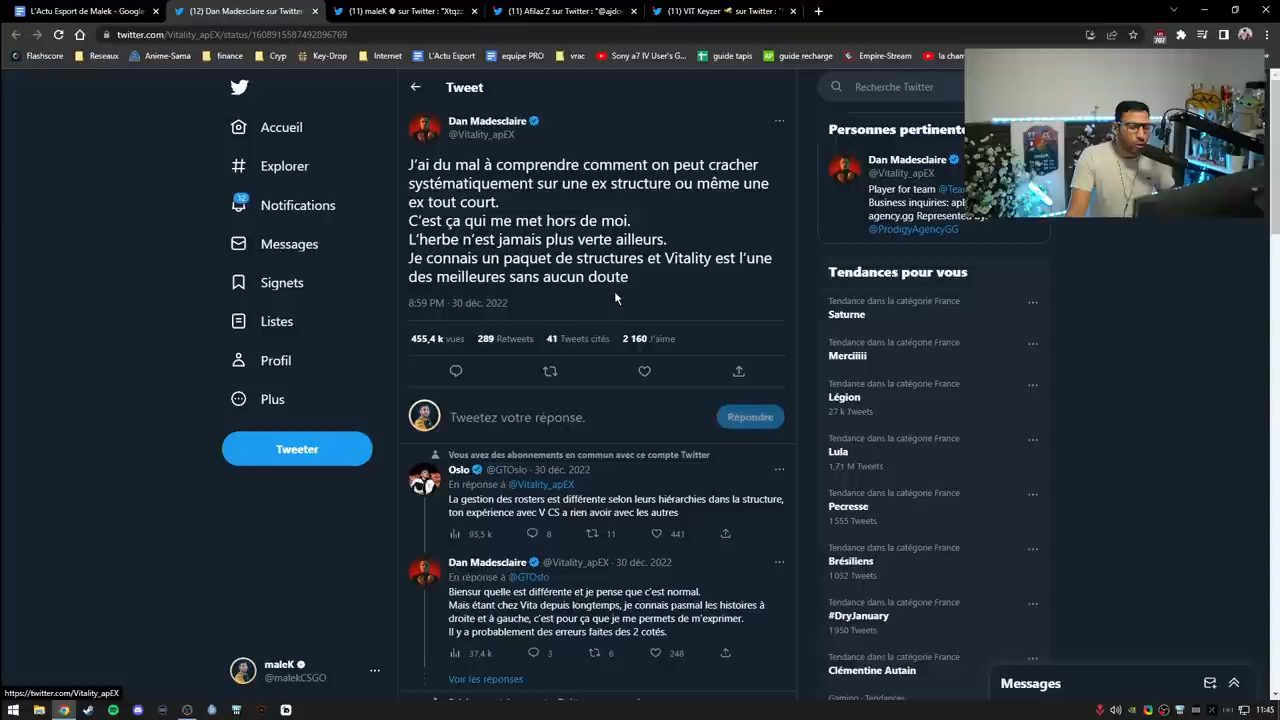 L'Actu Esport de Malek - Google
(12) Dan Madesclaire sur Twitter
(11) maleK sur Twitter : "Xtqzz
(11) AfilaZ sur Twitter : "@ajdo
(11) VIT Keyzer sur Twitter : "
twitter.com/Vitality_apEX/status/1608915587492896769
Flashscore
Reseaux
Anime-Sama
finance
Cryp
Key-Drop
Internet
L'Actu Esport
equipe PRO
vrac
Sony a7 IV User's G...
guide tapis
guide recharge
Empire-Stream
la cham
Accueil
Explorer
12
Notifications
Messages
Signets
Listes
Profil
Plus
Tweeter
maleK
@malekCSGO
Tweet
Dan Madesclaire
@Vitality_apEX
J'ai du mal à comprendre comment on peut cracher
systématiquement sur une ex structure ou même une
ex tout court.
C'est ça qui me met hors de moi.
L'herbe n'est jamais plus verte ailleurs.
Je connais un paquet de structures et Vitality est l'une
des meilleures sans aucun doute
8:59 PM · 30 déc. 2022
455,4 k vues 289 Retweets 41 Tweets cités 2 160 J'aime
Tweetez votre réponse.
Répondre
Vous avez des abonnements en commun avec ce compte Twitter
Oslo @GTOslo · 30 déc. 2022
En réponse à @Vitality_apEX
La gestion des rosters est différente selon leurs hiérarchies dans la structure,
ton expérience avec V CS a rien avoir avec les autres
95,5 k 8 11 441
Dan Madesclaire @Vitality_apEX · 30 déc. 2022
En réponse à @GTOslo
Biensur quelle est différente et je pense que c'est normal.
Mais étant chez Vita depuis longtemps, je connais pasmal les histoires à
droite et à gauche, c'est pour ça que je me permets de m'exprimer.
Il y a probablement des erreurs faites des 2 cotés.
37,4 k 3 6 248
Voir les réponses
Recherche Twitter
Personnes pertinente
Dan Madesclaire
@Vitality_apEX
Player for team @Tea
Business inquiries: ap
agency.gg Represented by:
@ProdigyAgencyGG
Tendances pour vous
Tendance dans la catégorie France
Saturne
Tendance dans la catégorie France
Merciiiii
Tendance dans la catégorie France
Légion
27 k Tweets
Tendance dans la catégorie France
Lula
1,71 M Tweets
Tendance dans la catégorie France
Pecresse
1 555 Tweets
Tendance dans la catégorie France
Brésiliens
1 092 Tweets
Tendance dans la catégorie France
#DryJanuary
1 950 Tweets
Tendance dans la catégorie France
Clémentine Autain
Gaming · Tendances
Messages
https://twitter.com/Vitality_apEX
11:45